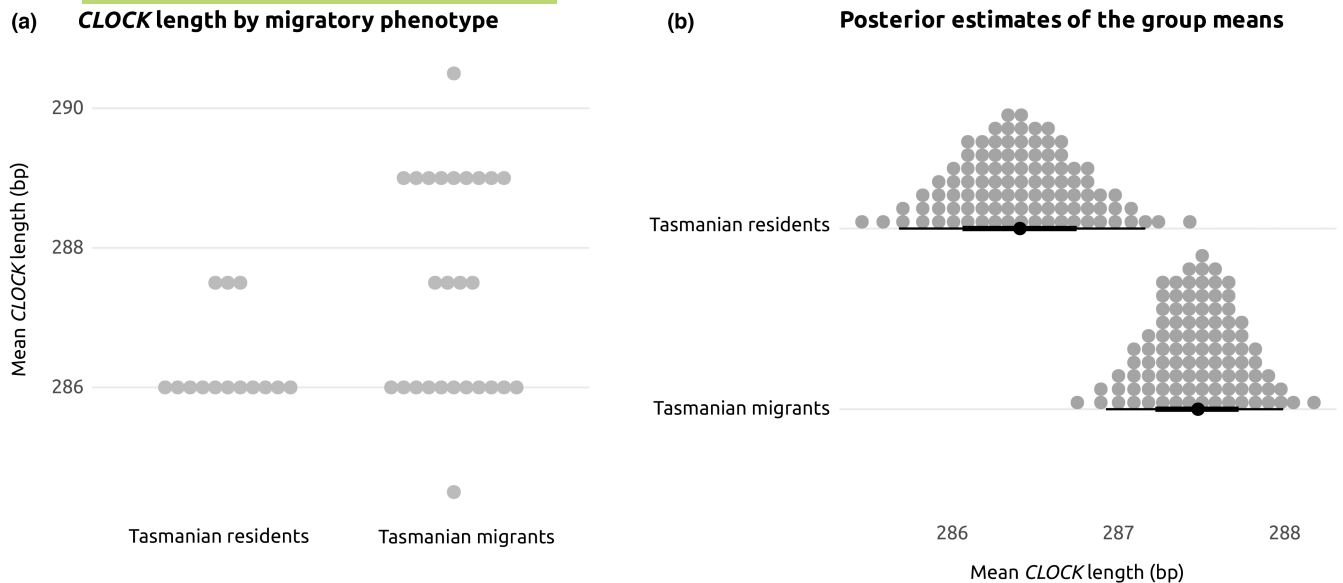 (a) CLOCK length by migratory phenotype
290
288
286
Mean CLOCK length (bp)
Tasmanian residents Tasmanian migrants
(b) Posterior estimates of the group means
Tasmanian residents
Tasmanian migrants
286 287 288
Mean CLOCK length (bp)